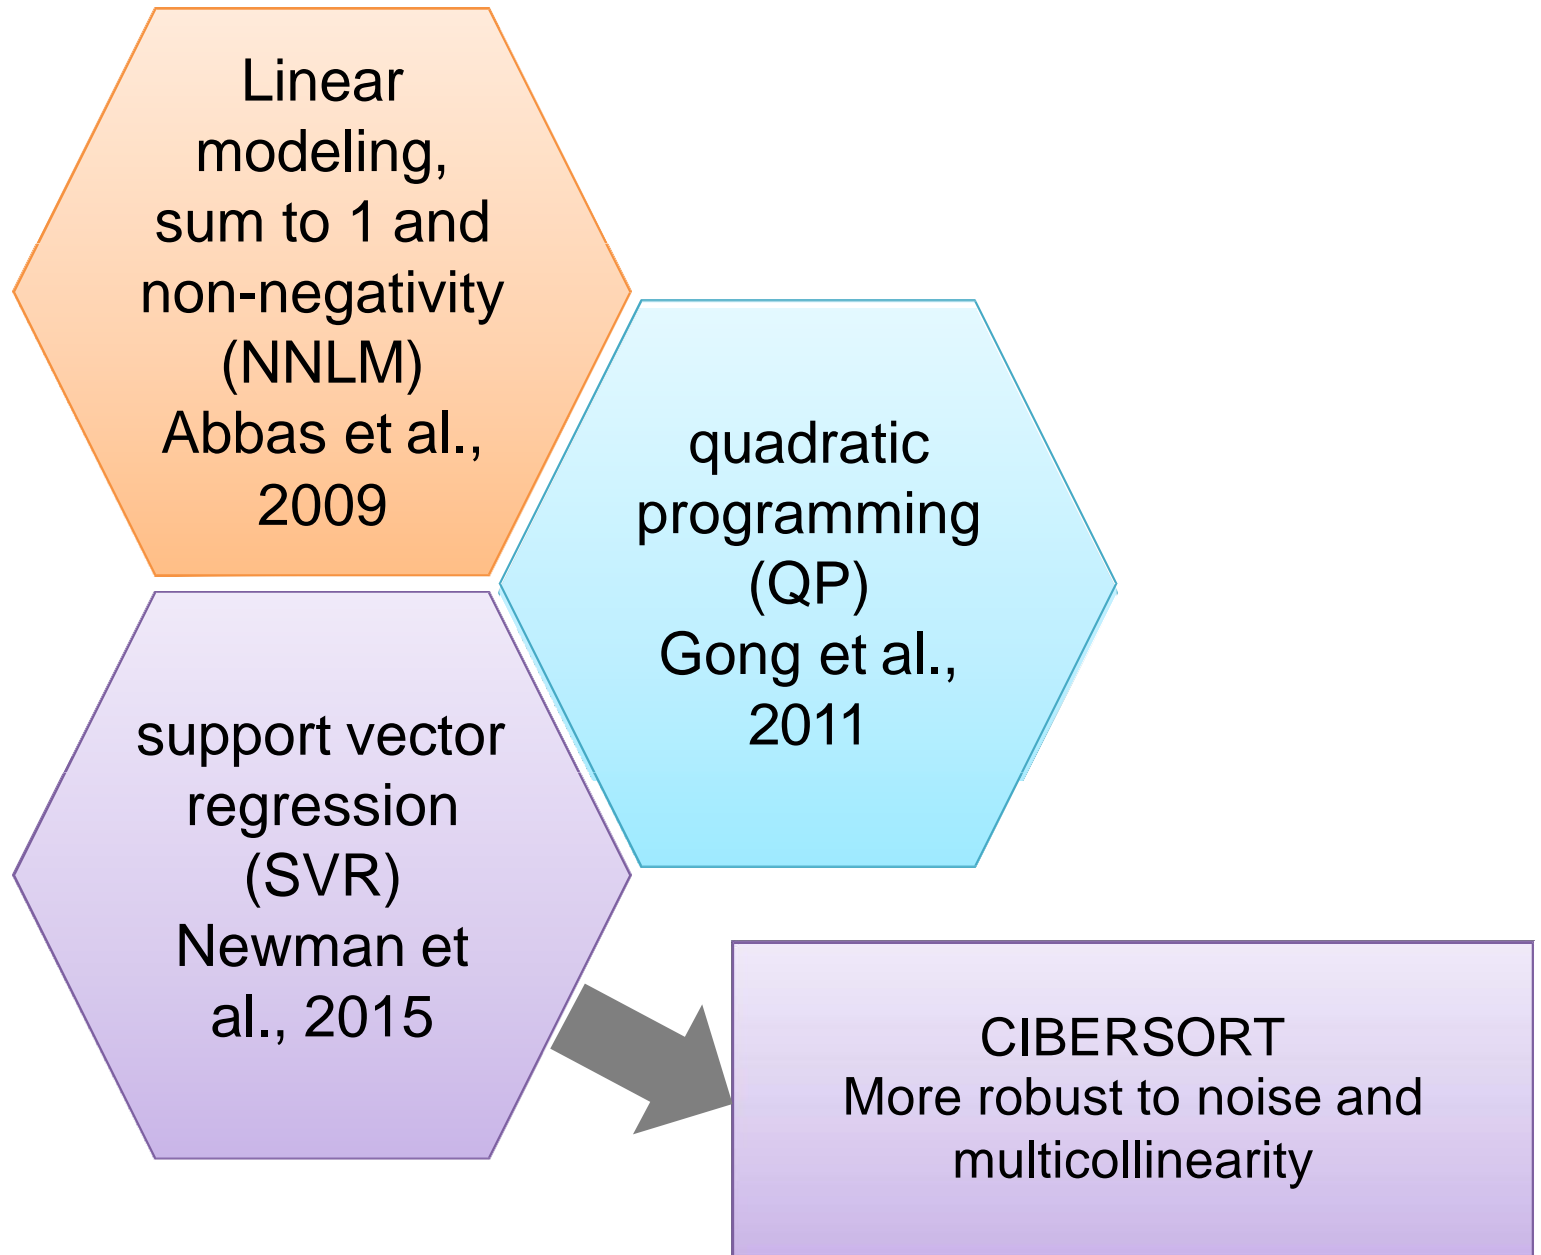 Linear
modeling,
sum to 1 and
non-negativity
(NNLM)
Abbas et al.,
2009
quadratic
programming
(QP)
Gong et al.,
2011
support vector
regression
(SVR)
Newman et
al., 2015
CIBERSORT
More robust to noise and
multicollinearity